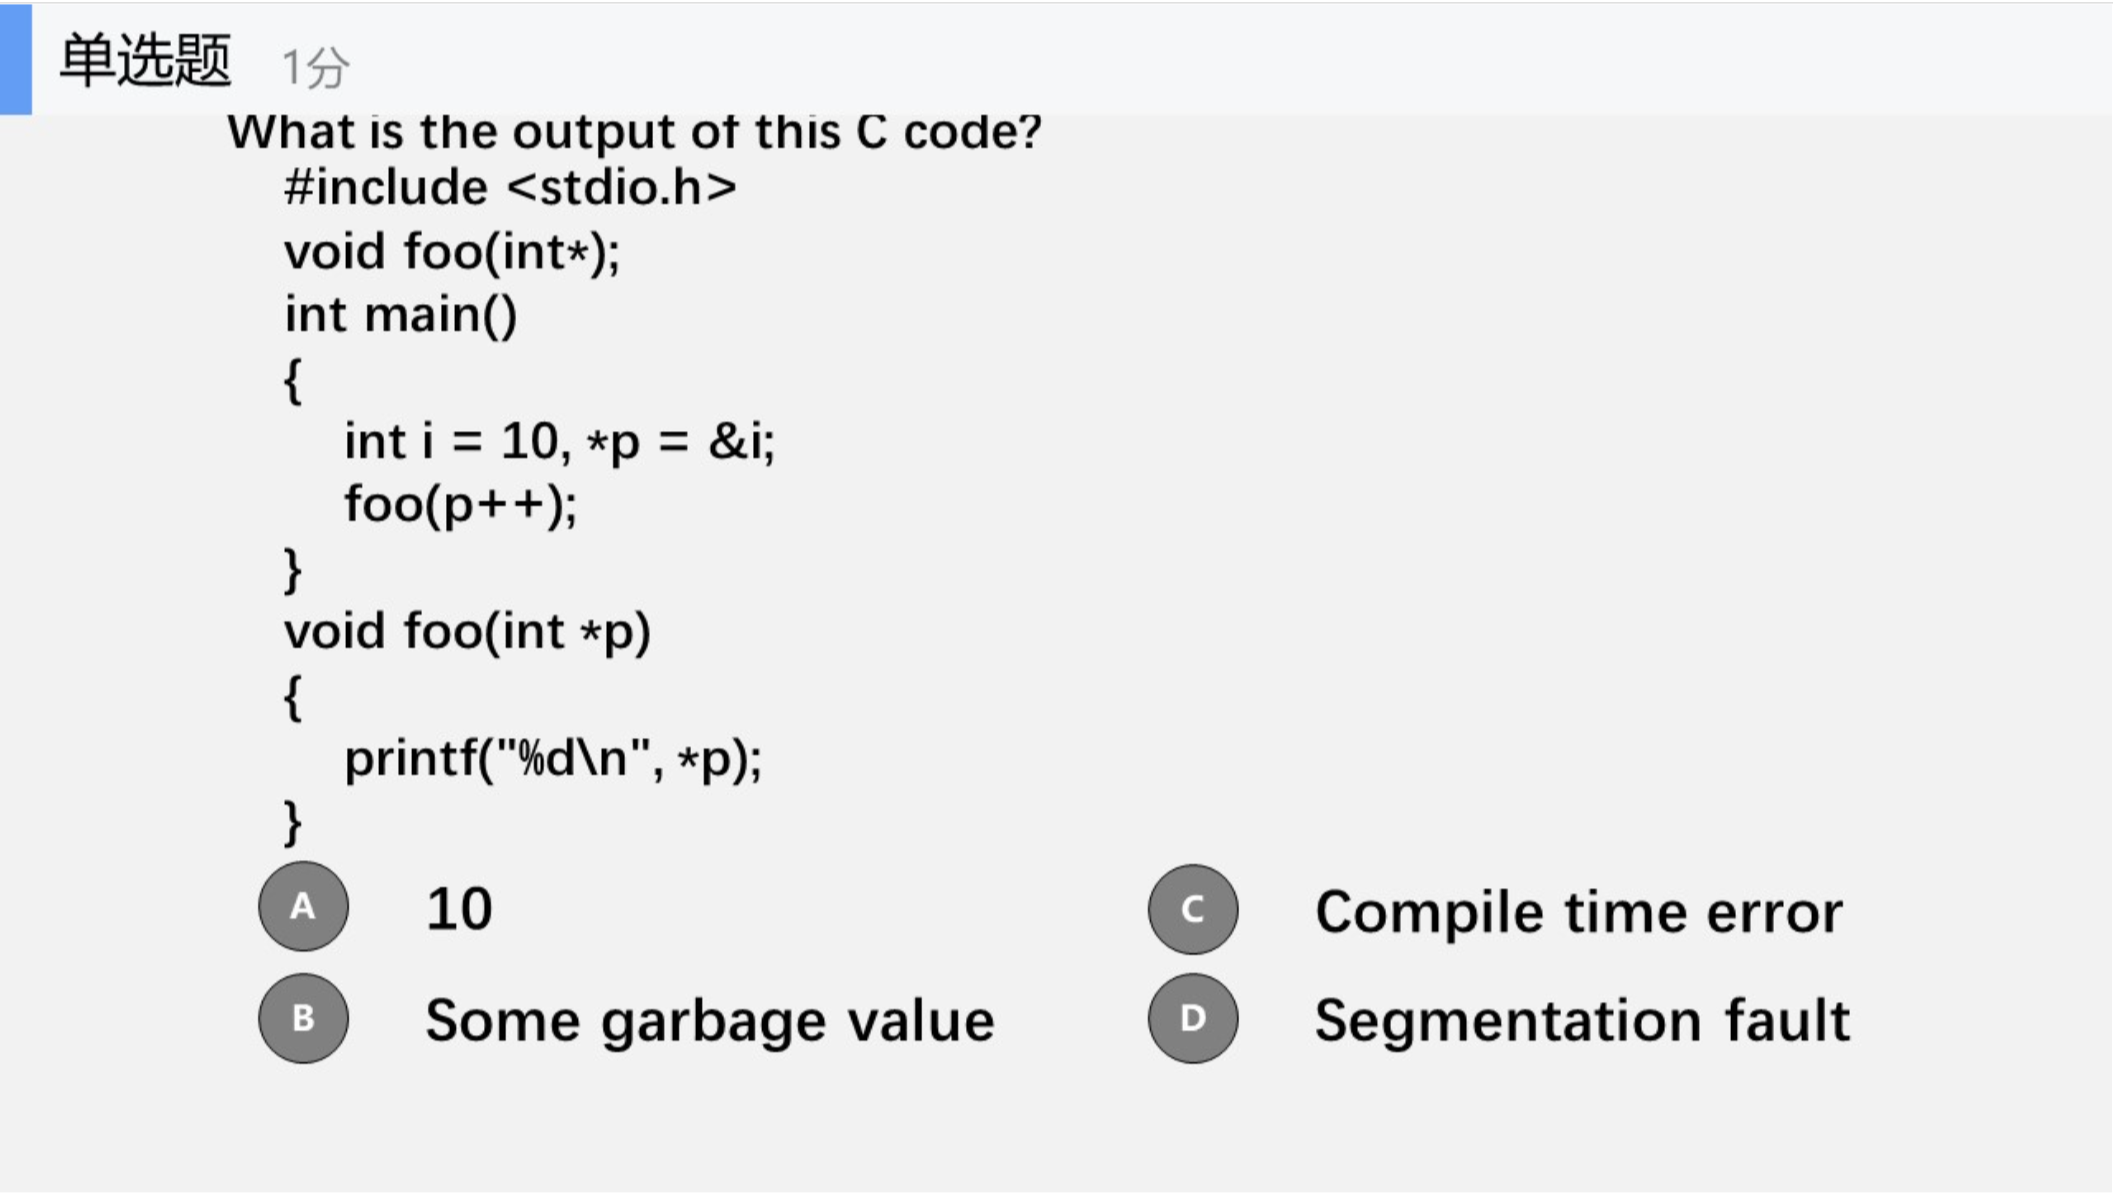 单选题 1分
What is the output of this C code?
#include <stdio.h>
void foo(int*);
int main()
{
int i = 10, *p = &i;
foo(p++);
}
void foo(int *p)
{
printf("%d\n", *p);
}
A 10
C Compile time error
B Some garbage value
D Segmentation fault